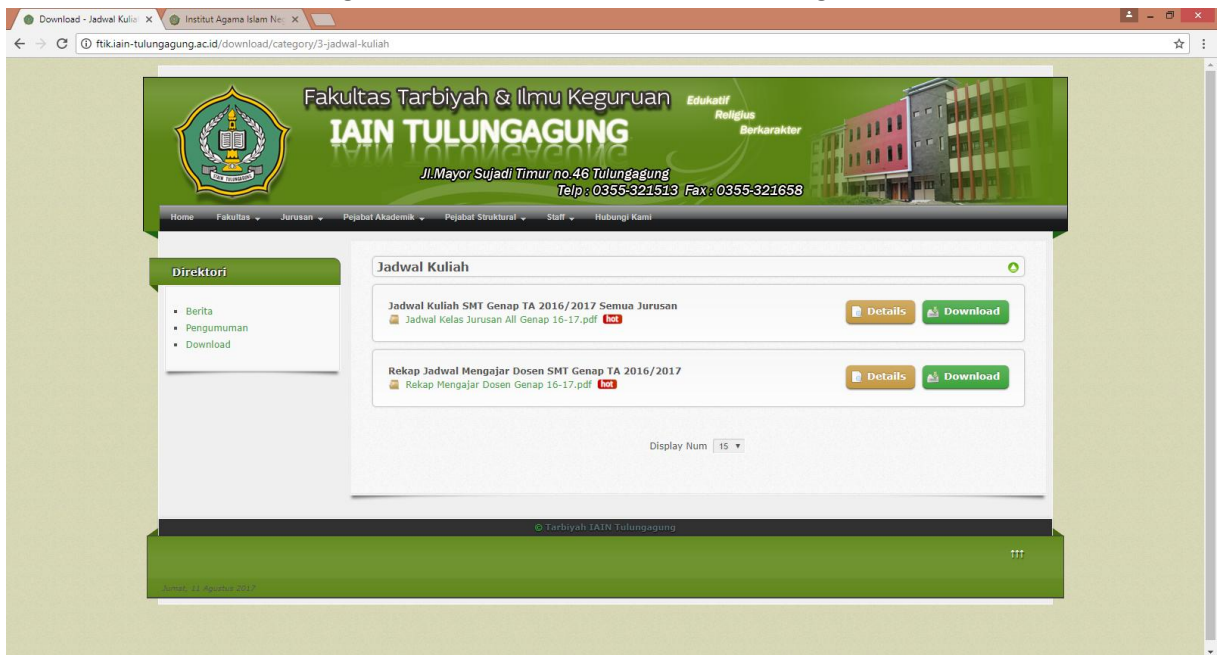 Download - Jadwal Kulia
Institut Agama Islam Neg
ftik.iain-tulungagung.ac.id/download/category/3-jadwal-kuliah
Fakultas Tarbiyah & Ilmu Keguruan
IAIN TULUNGAGUNG
Edukatif
Religius
Berkarakter
Jl.Mayor Sujadi Timur no.46 Tulungagung
Telp : 0355-321513 Fax : 0355-321658
IAIN TULUNGAGUNG
Home Fakultas Jurusan Pejabat Akademik Pejabat Struktural Staff Hubungi Kami
Direktori
Berita
Pengumuman
Download
Jadwal Kuliah
Jadwal Kuliah SMT Genap TA 2016/2017 Semua Jurusan
Jadwal Kelas Jurusan All Genap 16-17.pdf hot
Details Download
Rekap Jadwal Mengajar Dosen SMT Genap TA 2016/2017
Rekap Mengajar Dosen Genap 16-17.pdf hot
Details Download
Display Num 15
© Tarbiyah IAIN Tulungagung
↑↑↑
Jumat, 11 Agustus 2017